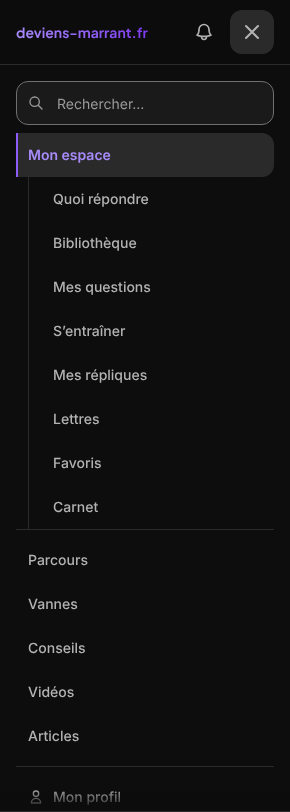 deviens-marrant.fr
Rechercher...
Mon espace
Quoi répondre
Bibliothèque
Mes questions
S'entraîner
Mes répliques
Lettres
Favoris
Carnet
Parcours
Vannes
Conseils
Vidéos
Articles
Mon profil